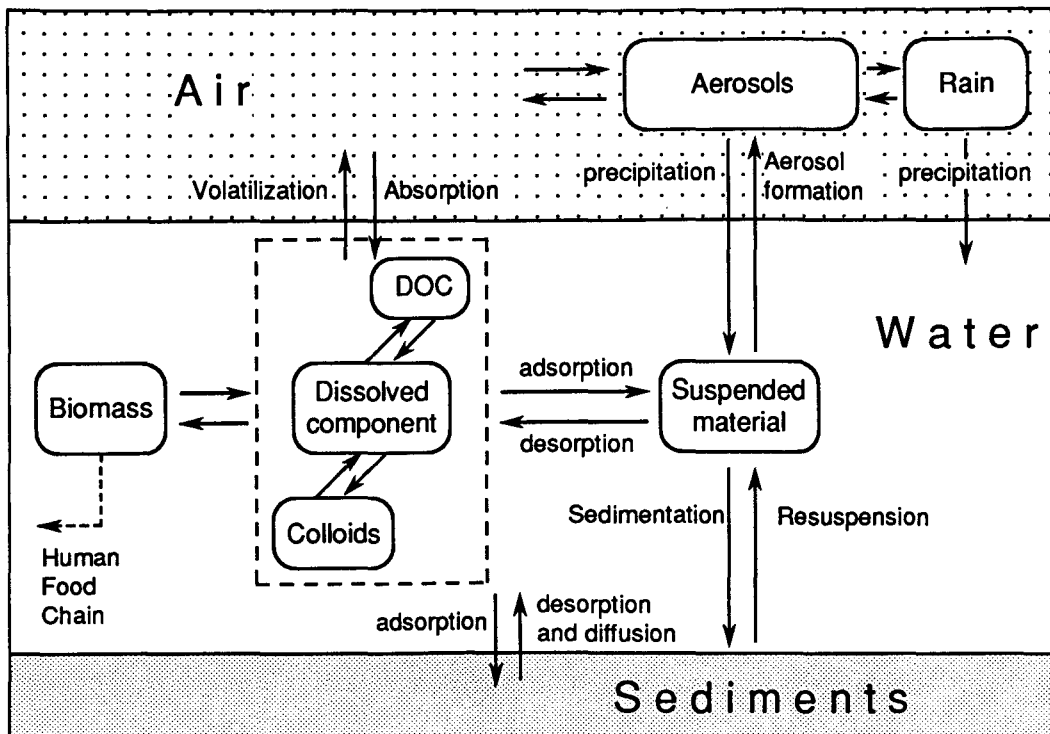 Air
Aerosols
Rain
Volatilization
Absorption
precipitation
Aerosol
formation
precipitation
DOC
Water
Biomass
Dissolved
component
adsorption
desorption
Suspended
material
Colloids
Sedimentation
Resuspension
Human
Food
Chain
adsorption
desorption
and diffusion
Sediments